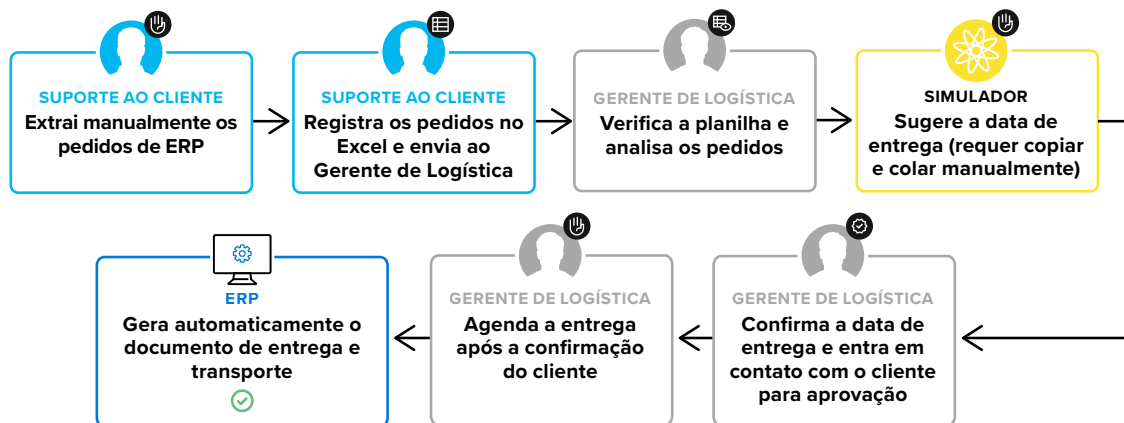 SUPORTE AO CLIENTE
Extrai manualmente os
pedidos de ERP
SUPORTE AO CLIENTE
Registra os pedidos no
Excel e envia ao
Gerente de Logística
GERENTE DE LOGÍSTICA
Verifica a planilha e
analisa os pedidos
SIMULADOR
Sugere a data de
entrega (requer copiar
e colar manualmente)
GERENTE DE LOGÍSTICA
Confirma a data de
entrega e entra em
contato com o cliente
para aprovação
GERENTE DE LOGÍSTICA
Agenda a entrega
após a confirmação
do cliente
ERP
Gera automaticamente o
documento de entrega e
transporte